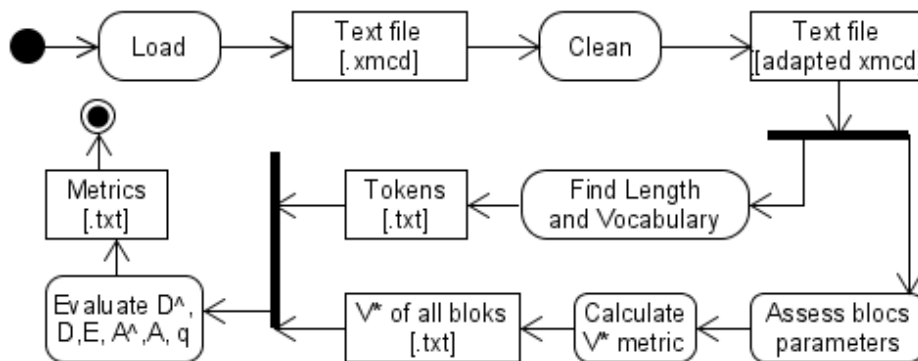 Load
Text file
[.xmcd]
Clean
Text file
[[adapted xmcd]
Find Length
and Vocabulary
Tokens
[.txt]
Assess blocs
parameters
Calculate
V* metric
V* of all bloks
[.txt]
Evaluate D^,
D,E, A^,A, q
Metrics
[.txt]